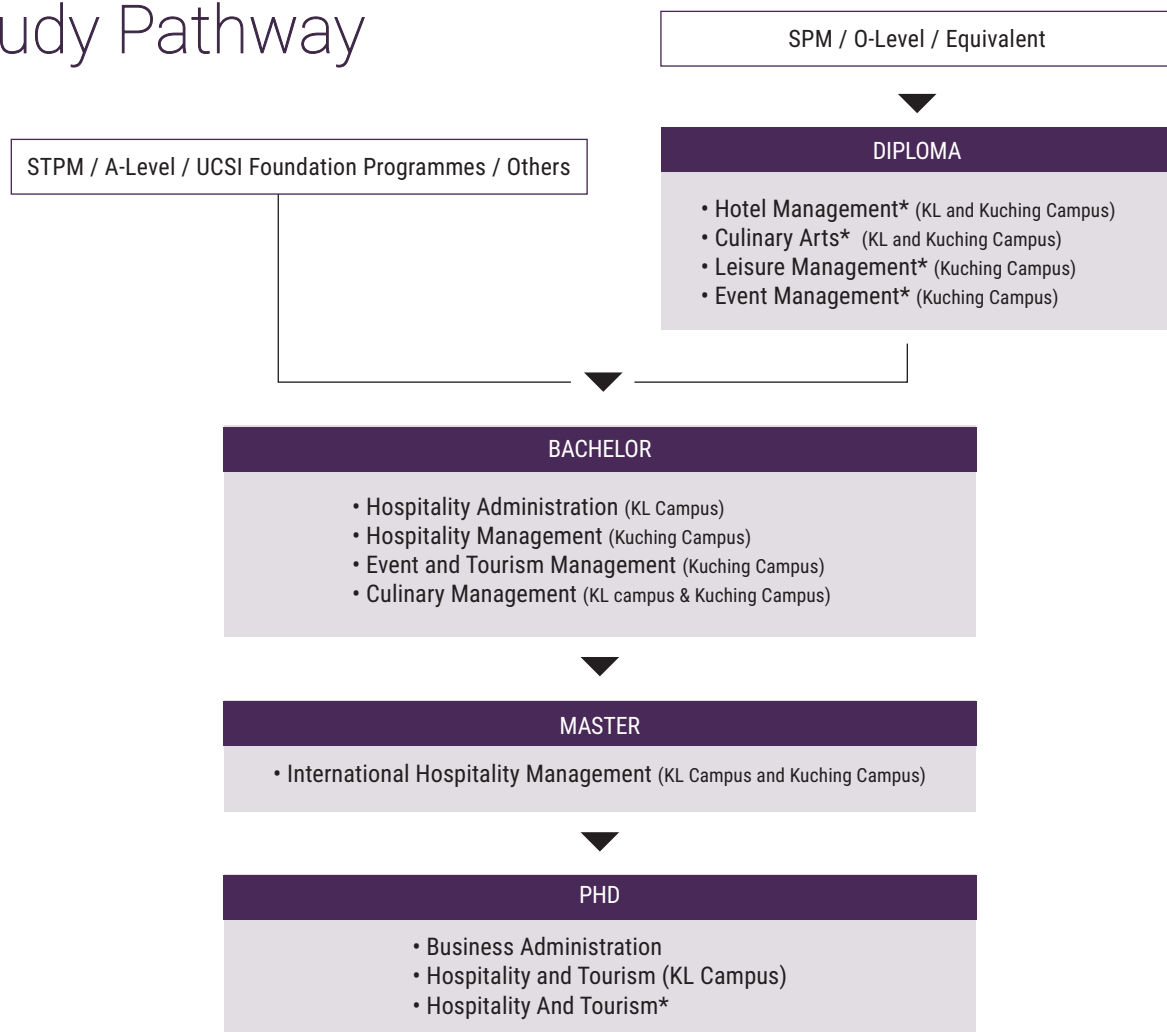 udy Pathway
SPM / O-Level / Equivalent
STPM / A-Level / UCSI Foundation Programmes / Others
DIPLOMA
• Hotel Management* (KL and Kuching Campus)
• Culinary Arts* (KL and Kuching Campus)
• Leisure Management* (Kuching Campus)
• Event Management* (Kuching Campus)
BACHELOR
• Hospitality Administration (KL Campus)
• Hospitality Management (Kuching Campus)
• Event and Tourism Management (Kuching Campus)
• Culinary Management (KL campus & Kuching Campus)
MASTER
• International Hospitality Management (KL Campus and Kuching Campus)
PHD
• Business Administration
• Hospitality and Tourism (KL Campus)
• Hospitality And Tourism*